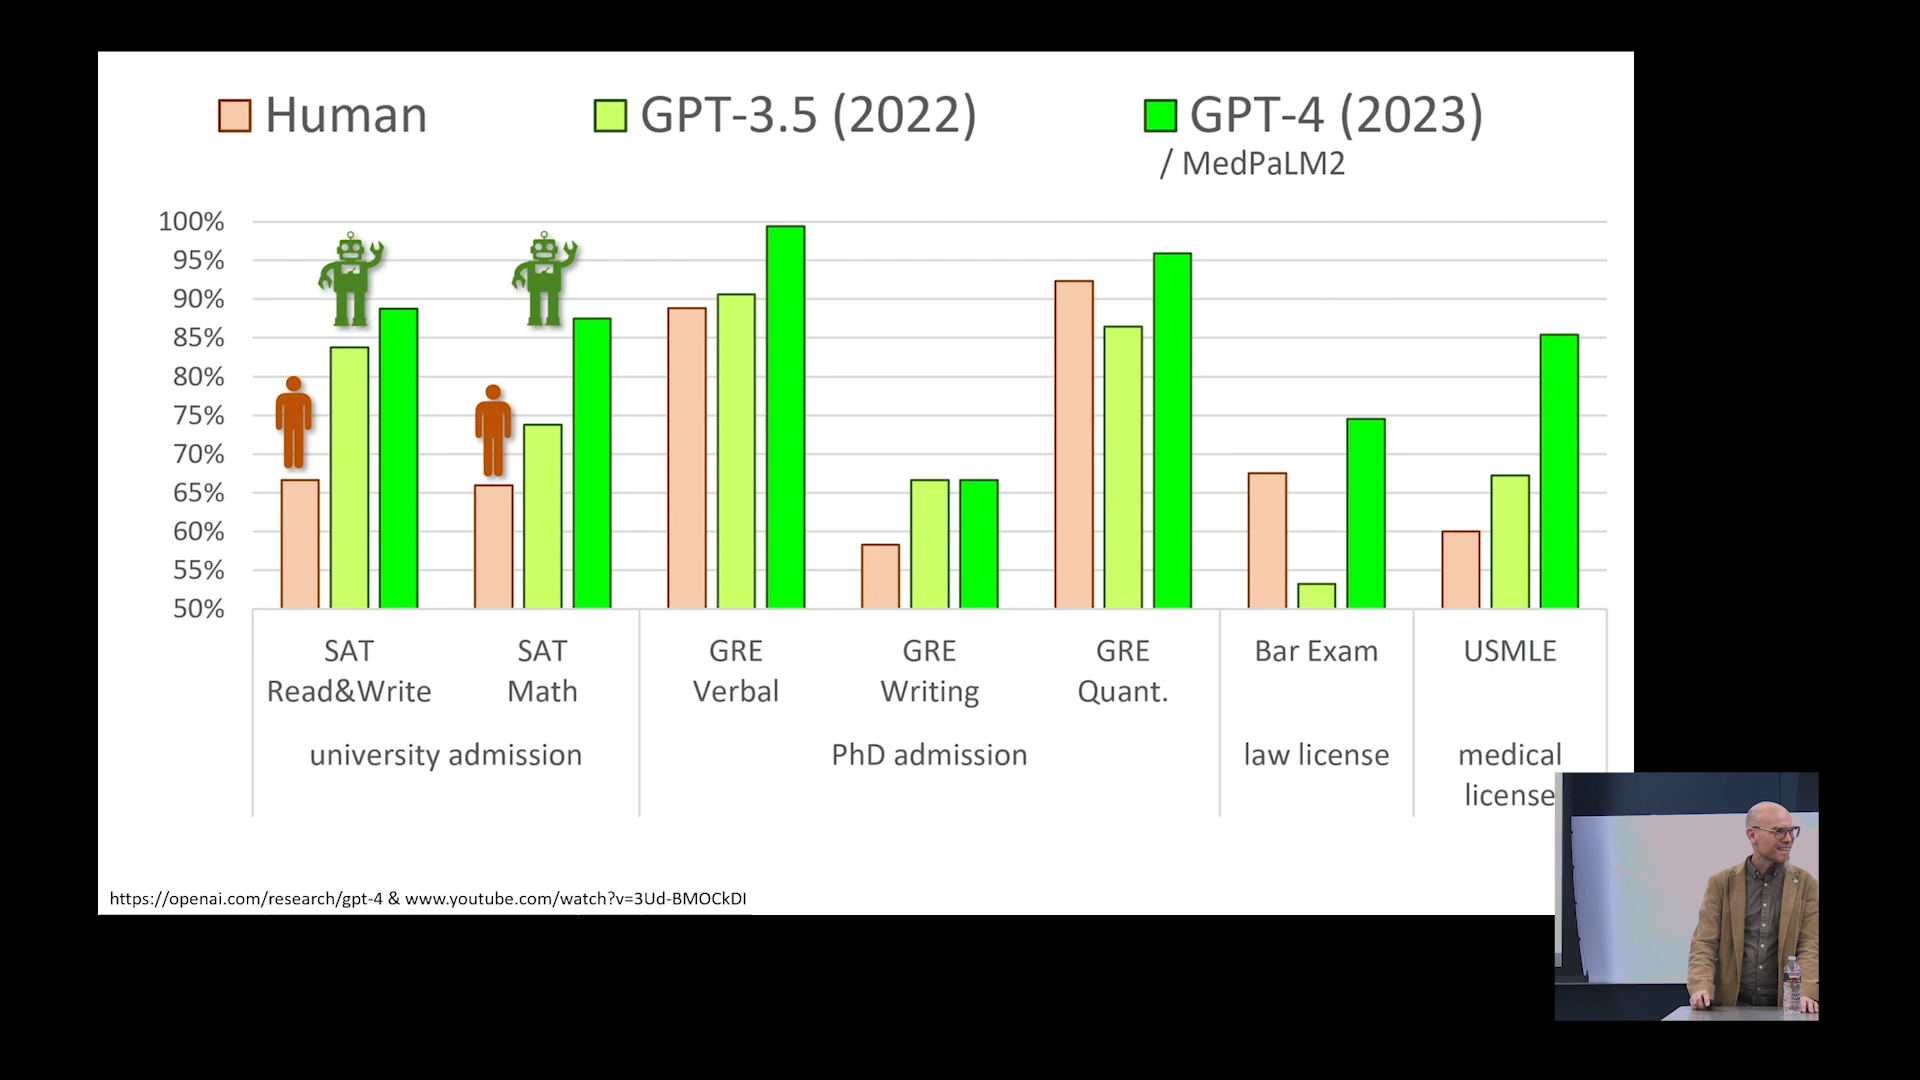 Human
GPT-3.5 (2022)
GPT-4 (2023)
/ MedPaLM2
100%
95%
90%
85%
80%
75%
70%
65%
60%
55%
50%
SAT
Read&Write
SAT
Math
GRE
Verbal
GRE
Writing
GRE
Quant.
Bar Exam
USMLE
university admission
PhD admission
law license
medical
license
https://openai.com/research/gpt-4 & www.youtube.com/watch?v=3Ud-BMOCkDI